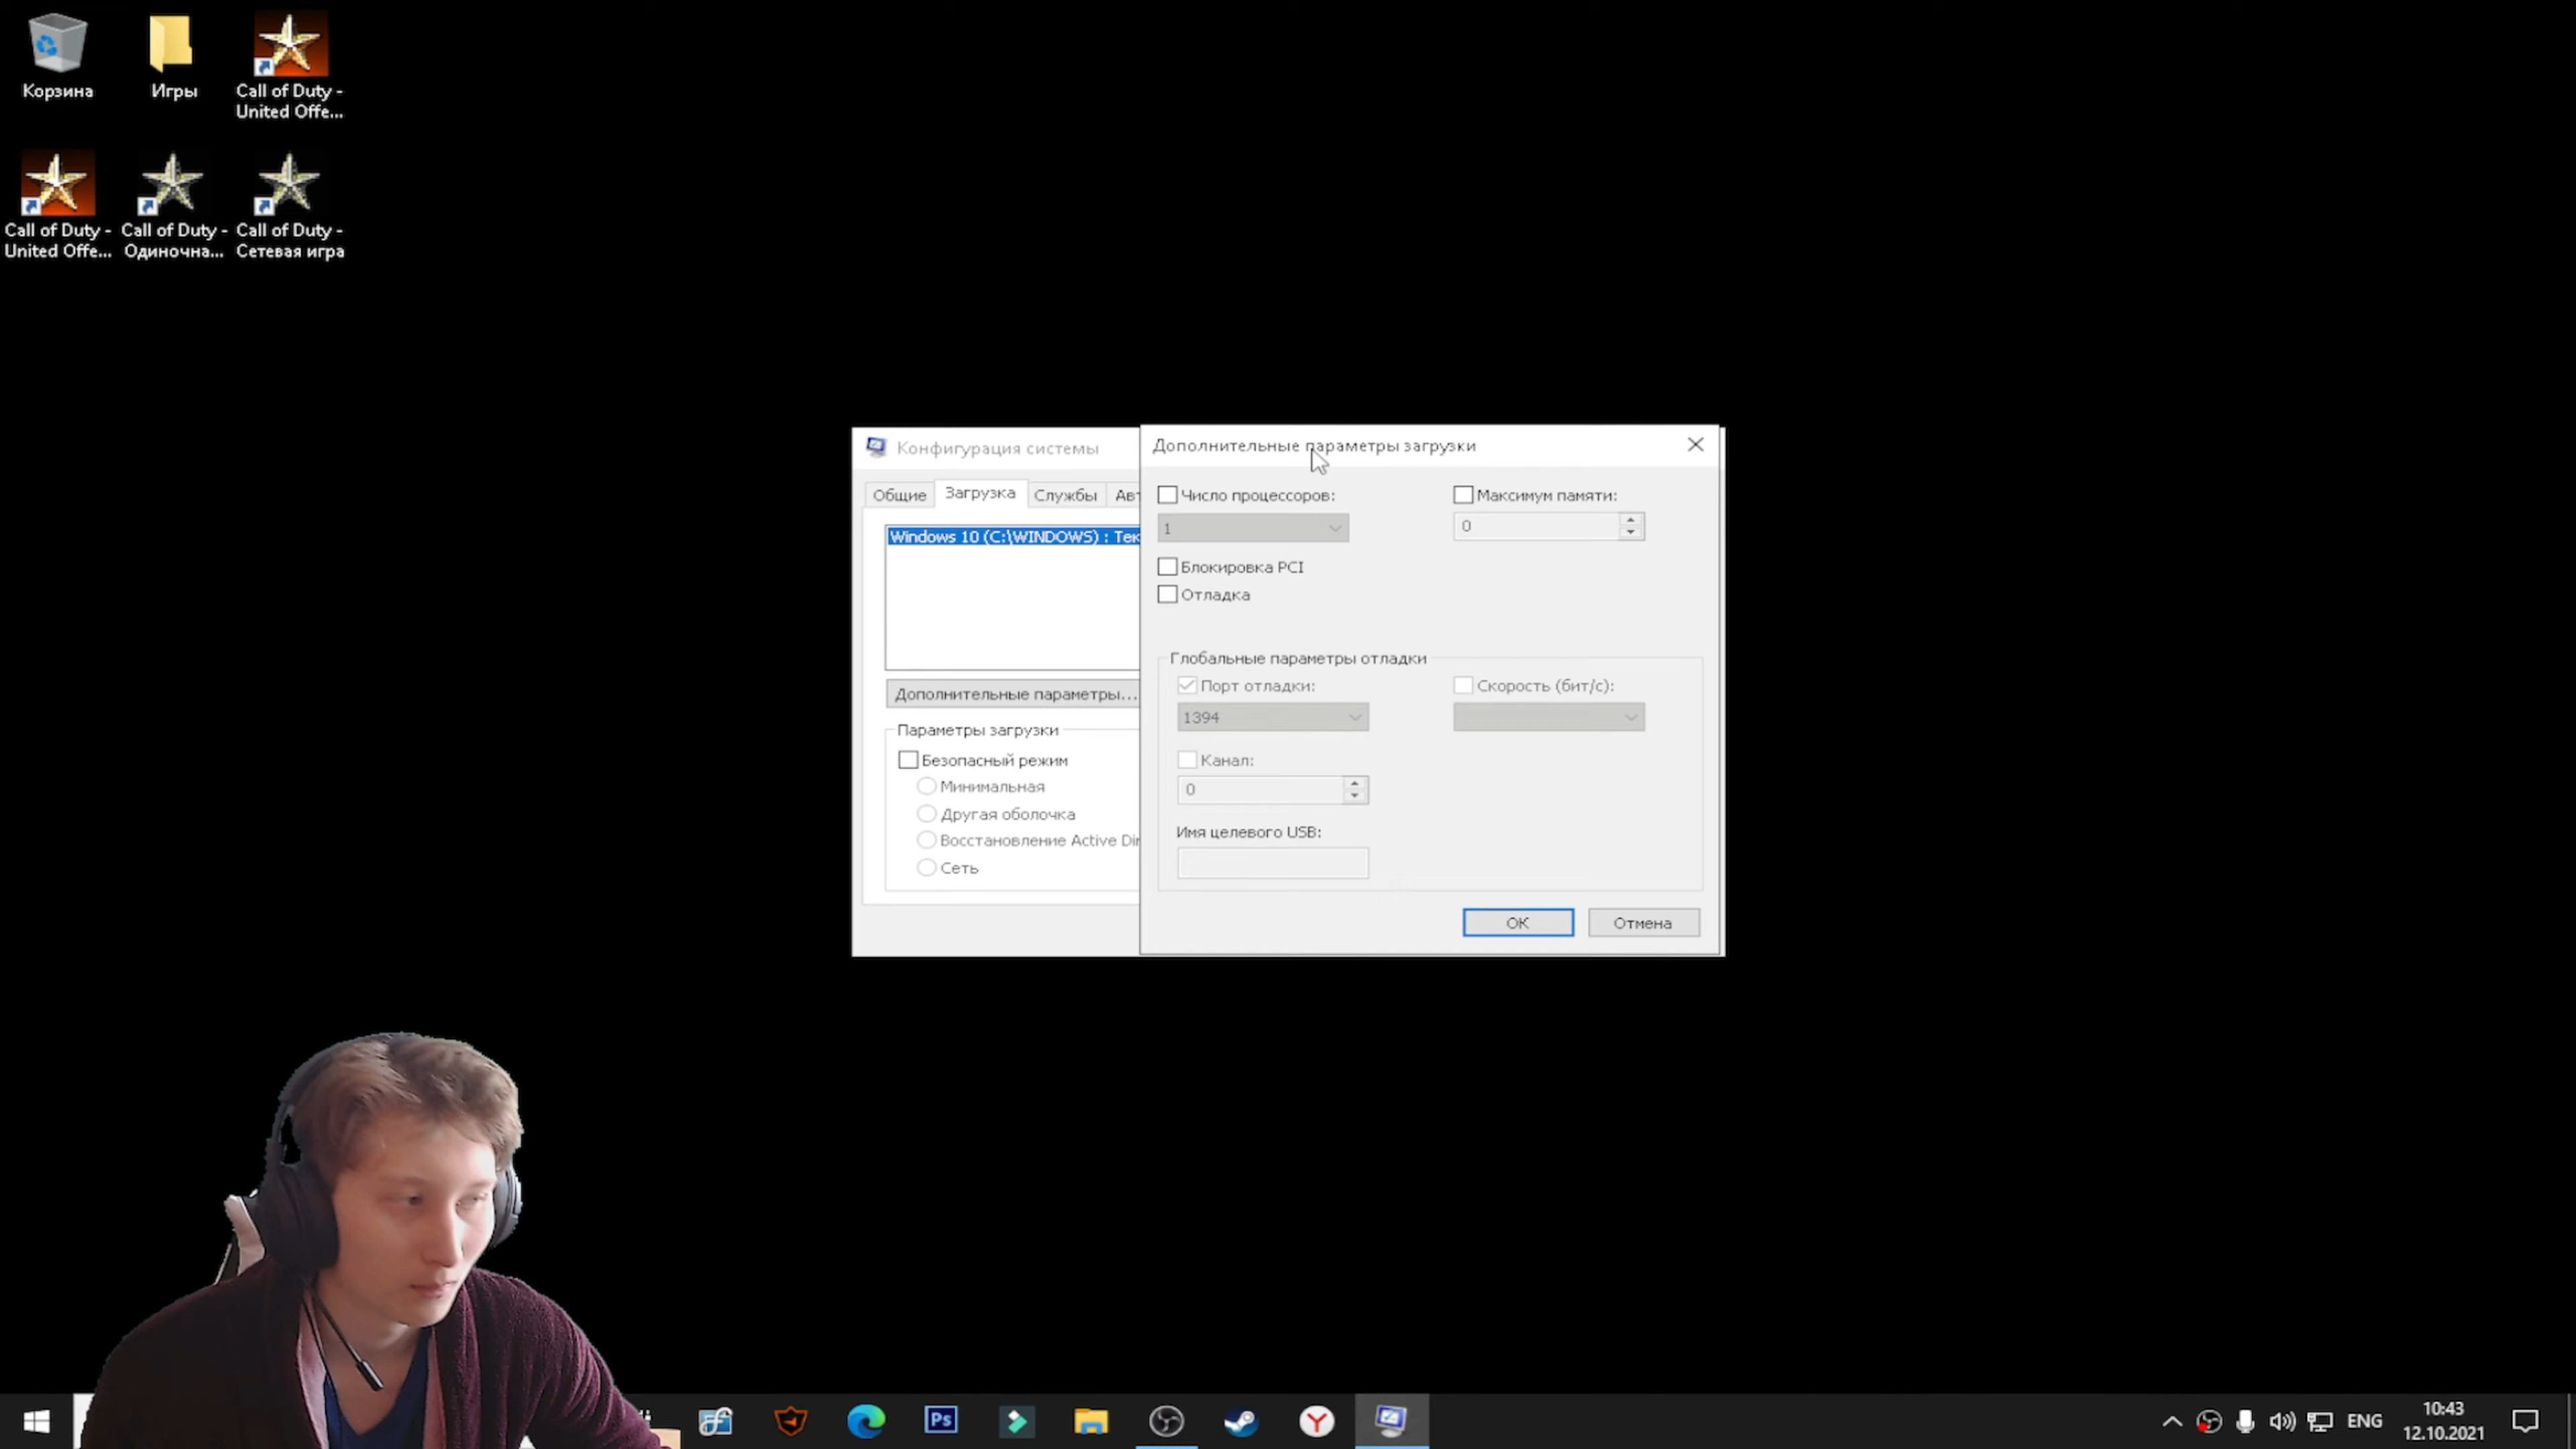 Корзина
Игры
Call of Duty -
United Offe...
Call of Duty -
United Offe...
Call of Duty -
Одиночна...
Call of Duty -
Сетевая игра
Конфигурация системы
Общие
Загрузка
Службы
Авт
Windows 10 (C:\WINDOWS) : Тек
Дополнительные параметры...
Параметры загрузки
Безопасный режим
Минимальная
Другая оболочка
Восстановление Active Dir
Сеть
Дополнительные параметры загрузки
Число процессоров:
1
Максимум памяти:
0
Блокировка PCI
Отладка
Глобальные параметры отладки
Порт отладки:
1394
Скорость (бит/с):
Канал:
0
Имя целевого USB:
ОК
Отмена
Ps
ENG
10:43
12.10.2021